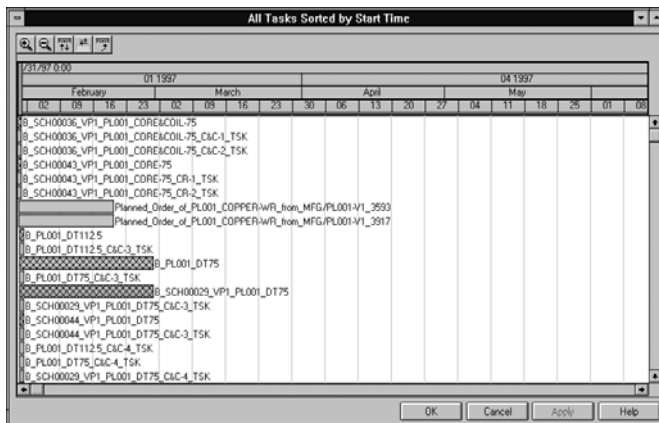 All Tasks Sorted by Start Time
/31/97 0:00
01 1997 04 1997
February March April May
02 09 16 23 02 09 16 23 30 06 13 20 27 04 11 18 25 01 08
B_SCH00036_VP1_PL001_CORE&COIL-75
B_SCH00036_VP1_PL001_CORE&COIL-75_C&C-1_TSK
B_SCH00036_VP1_PL001_CORE&COIL-75_C&C-2_TSK
B_SCH00043_VP1_PL001_CORE-75
B_SCH00043_VP1_PL001_CORE-75_CR-1_TSK
B_SCH00043_VP1_PL001_CORE-75_CR-2_TSK
Planned_Order_of_PL001_COPPER-WR_from_MFG/PL001-V1_3593
Planned_Order_of_PL001_COPPER-WR_from_MFG/PL001-V1_3917
B_PL001_DT112.5
B_PL001_DT112.5_C&C-3_TSK
B_PL001_DT75
B_PL001_DT75_C&C-3_TSK
B_SCH00029_VP1_PL001_DT75
B_SCH00029_VP1_PL001_DT75_C&C-3_TSK
B_SCH00044_VP1_PL001_DT75
B_SCH00044_VP1_PL001_DT75_C&C-3_TSK
B_PL001_DT112.5_C&C-4_TSK
B_PL001_DT75_C&C-4_TSK
B_SCH00029_VP1_PL001_DT75_C&C-4_TSK
OK Cancel Apply Help